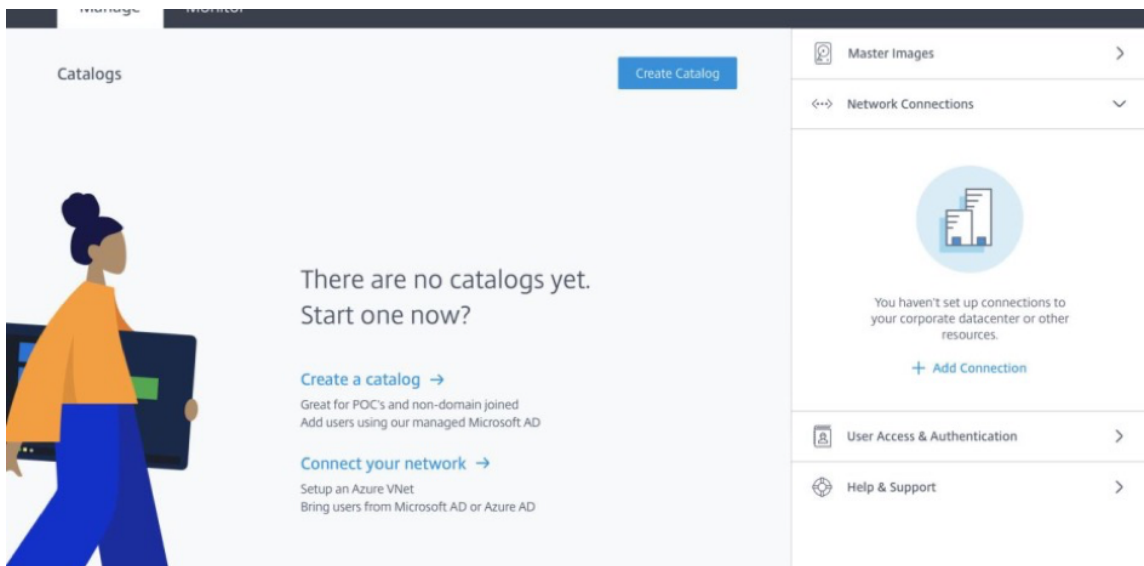 Manage Monitor
Catalogs
Create Catalog
There are no catalogs yet.
Start one now?
Create a catalog →
Great for POC's and non-domain joined
Add users using our managed Microsoft AD
Connect your network →
Setup an Azure VNet
Bring users from Microsoft AD or Azure AD
Master Images
Network Connections
You haven't set up connections to
your corporate datacenter or other
resources.
+ Add Connection
User Access & Authentication
Help & Support